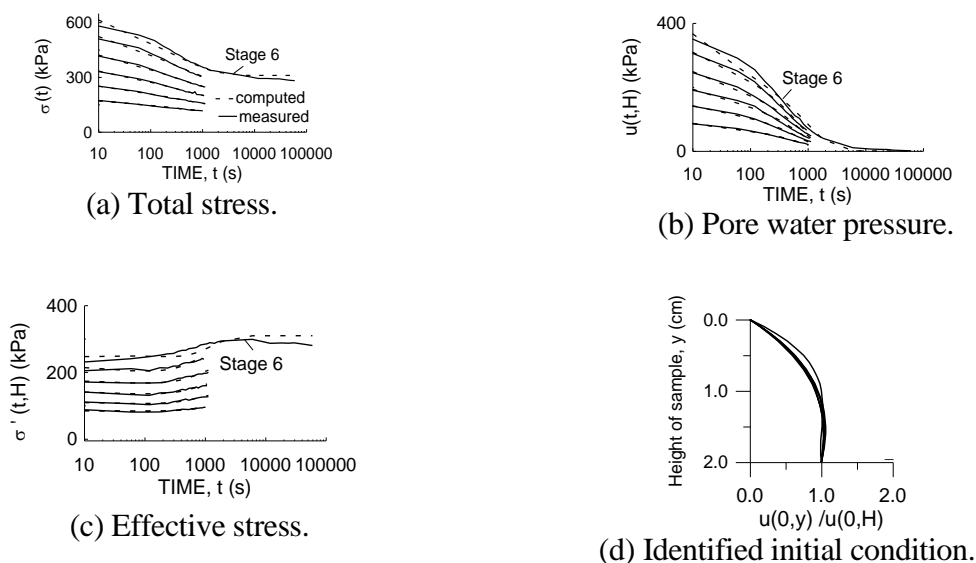 600
300
0
σ(t) (kPa)
Stage 6
computed
measured
10 100 1000 10000 100000
TIME, t (s)
(a) Total stress.
400
200
0
u(t,H) (kPa)
Stage 6
10 100 1000 10000 100000
TIME, t (s)
(b) Pore water pressure.
400
200
0
σ'(t,H) (kPa)
Stage 6
10 100 1000 10000 100000
TIME, t (s)
(c) Effective stress.
0.0
1.0
2.0
Height of sample, y (cm)
0.0 1.0 2.0
u(0,y) /u(0,H)
(d) Identified initial condition.